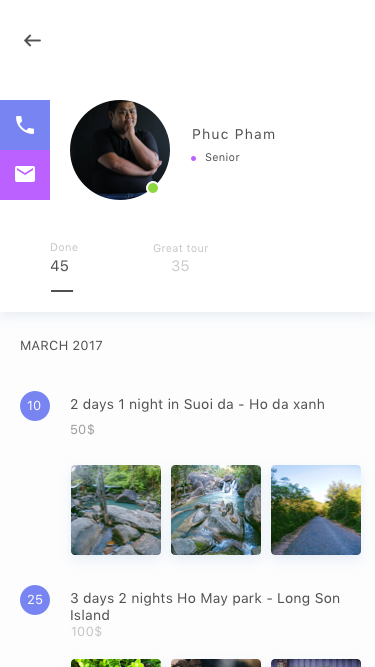 Phuc Pham
Senior
Done
Great tour
45
35
MARCH 2017
10
2 days 1 night in Suoi da - Ho da xanh
50$
25
3 days 2 nights Ho May park - Long Son
Island
100$